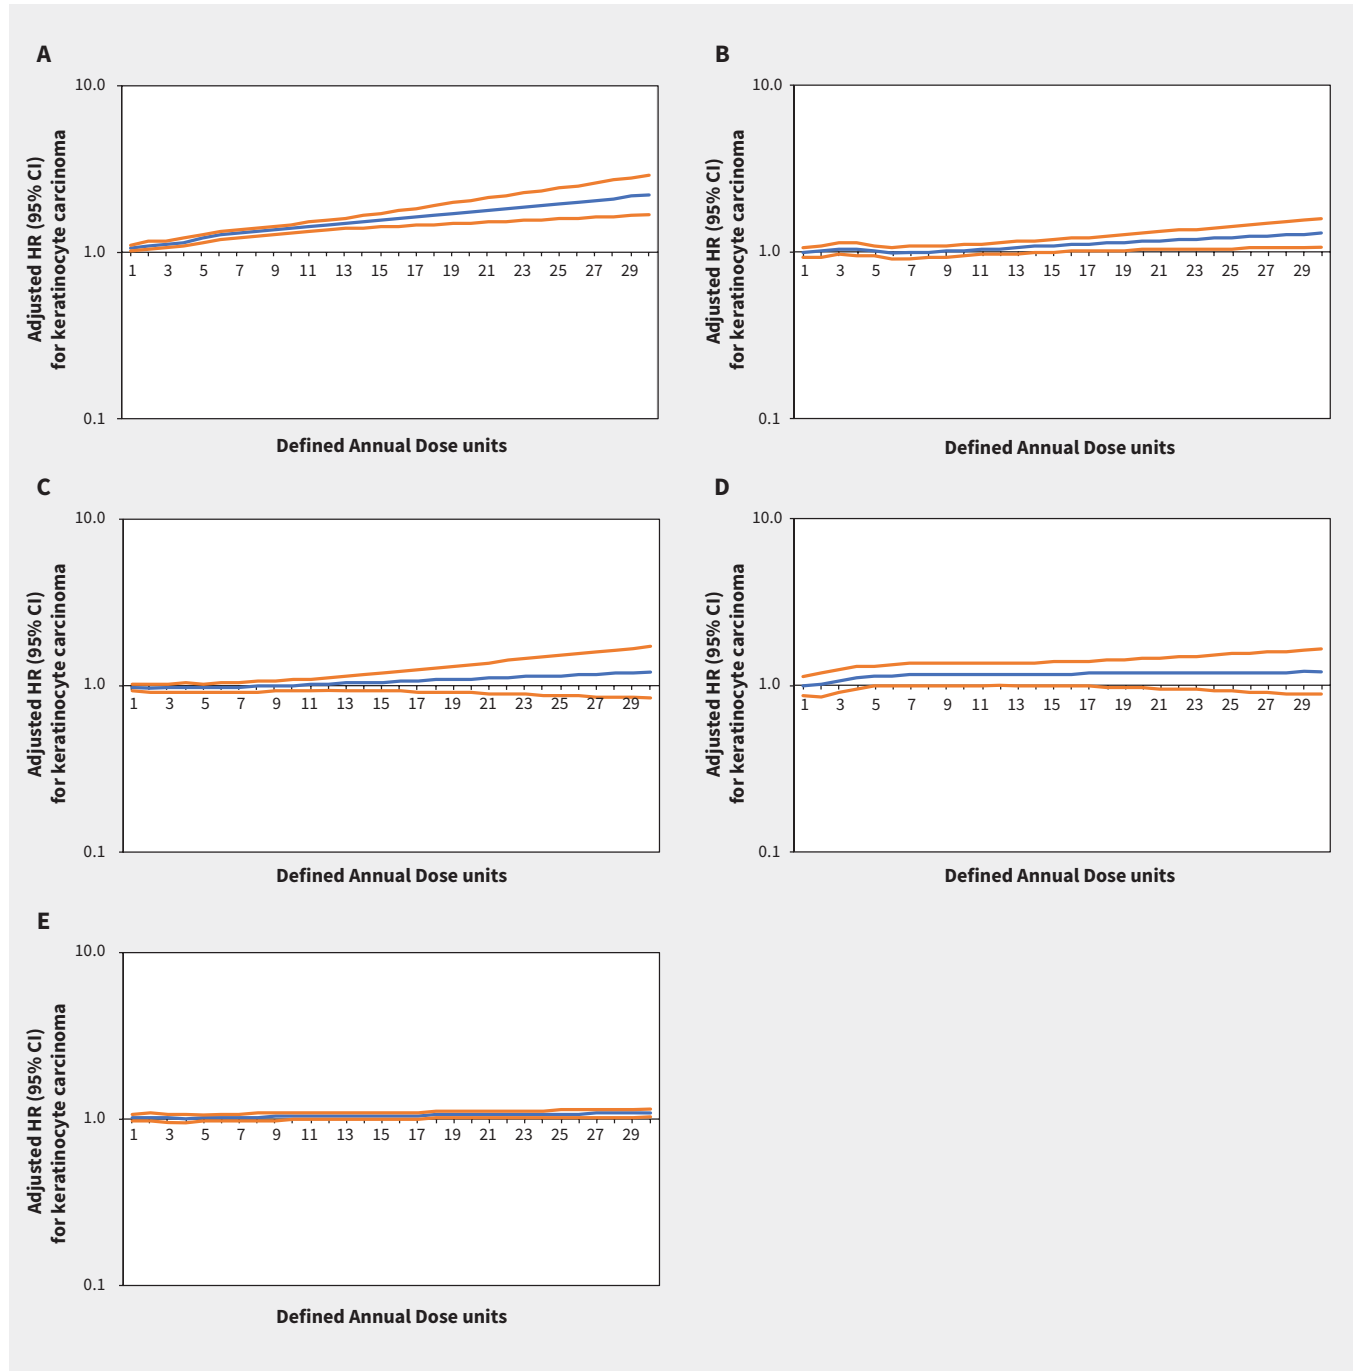 A
10.0
1.0
0.1
Adjusted HR (95% CI)
for keratinocyte carcinoma
1 3 5 7 9 11 13 15 17 19 21 23 25 27 29
Defined Annual Dose units
B
10.0
1.0
0.1
Adjusted HR (95% CI)
for keratinocyte carcinoma
1 3 5 7 9 11 13 15 17 19 21 23 25 27 29
Defined Annual Dose units
C
10.0
1.0
0.1
Adjusted HR (95% CI)
for keratinocyte carcinoma
1 3 5 7 9 11 13 15 17 19 21 23 25 27 29
Defined Annual Dose units
D
10.0
1.0
0.1
Adjusted HR (95% CI)
for keratinocyte carcinoma
1 3 5 7 9 11 13 15 17 19 21 23 25 27 29
Defined Annual Dose units
E
10.0
1.0
0.1
Adjusted HR (95% CI)
for keratinocyte carcinoma
1 3 5 7 9 11 13 15 17 19 21 23 25 27 29
Defined Annual Dose units